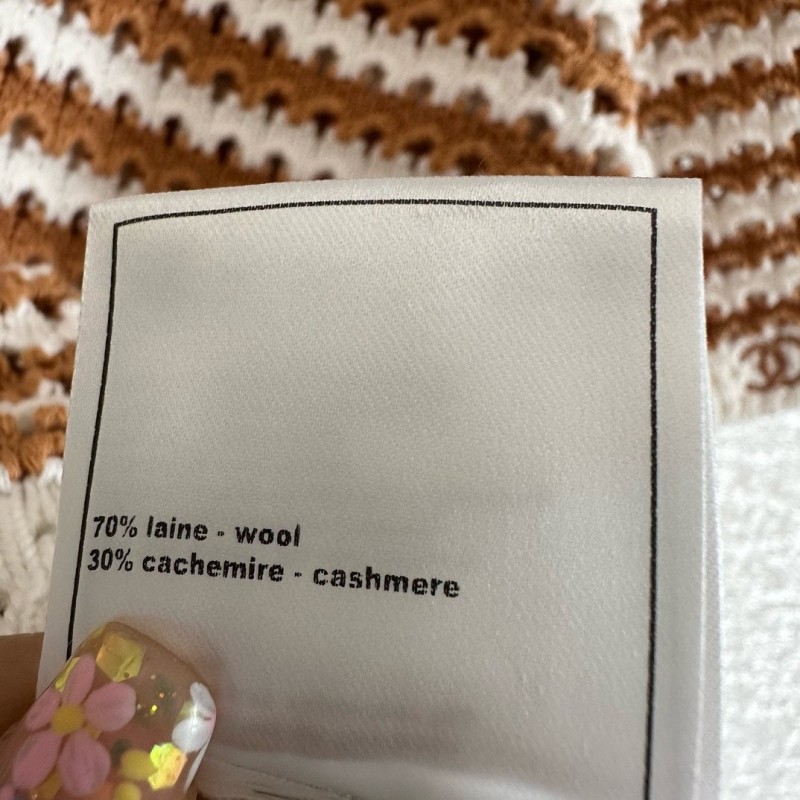 70% laine - wool
30% cachemire - cashmere